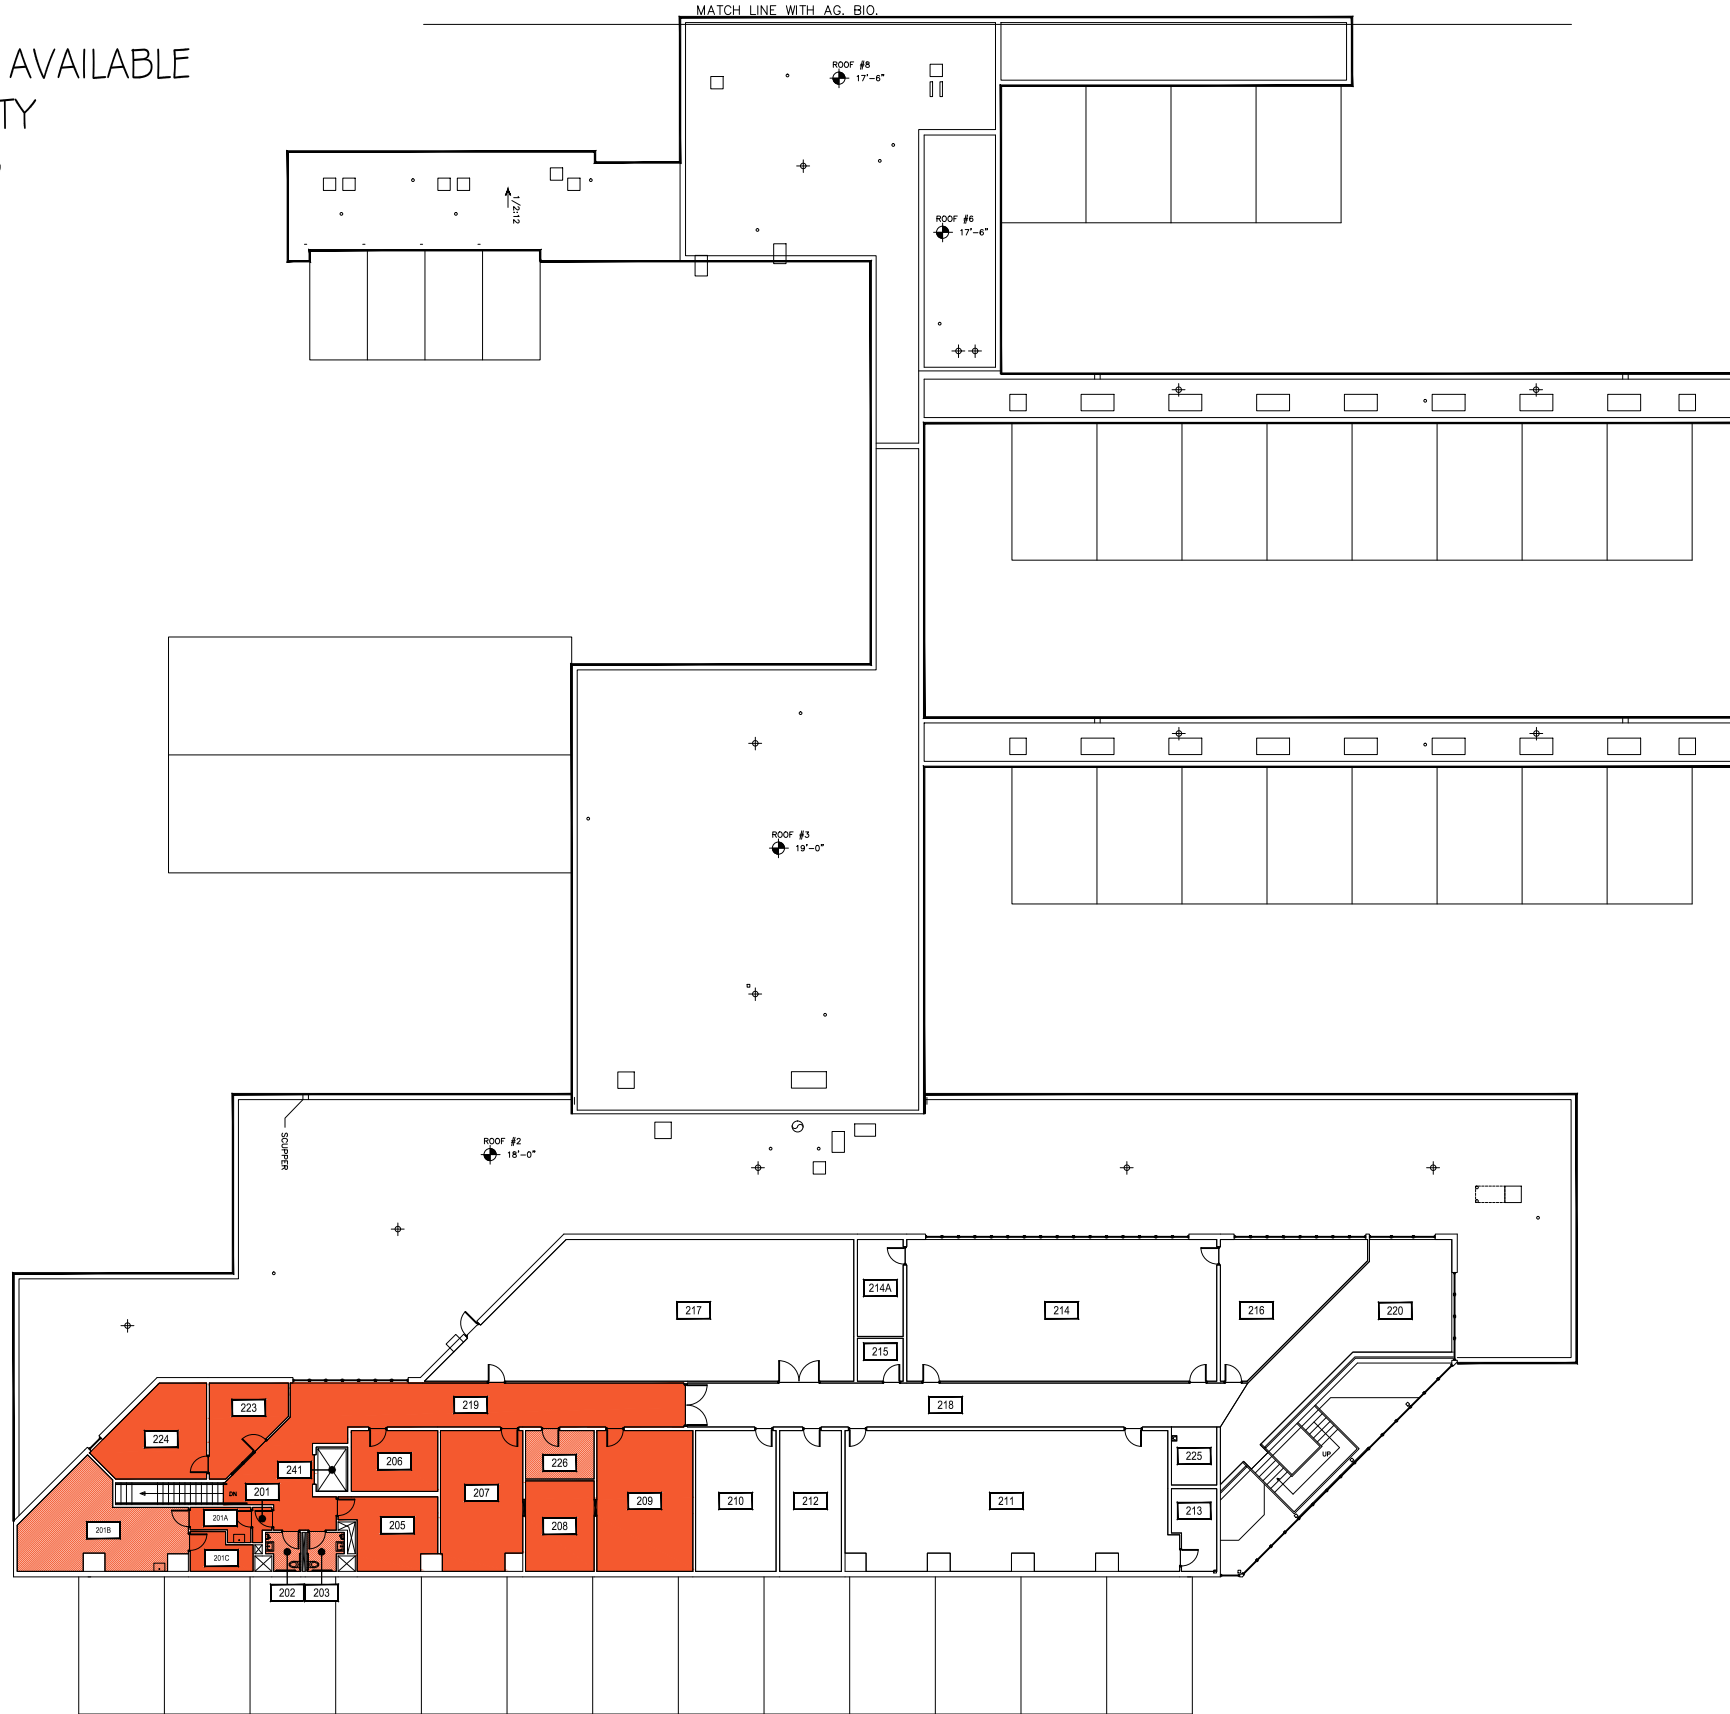 MATCH LINE WITH AG. BIO.
AVAILABLE
TY
ROOF #8
17'-6"
1/2:12
ROOF #6
17'-6"
ROOF #3
19'-0"
SCUPPER
ROOF #2
18'-0"
217
214A
214
216
220
215
223
219
218
224
206
226
225
241
UP
201
DN
207
209
210
212
211
213
201A
201B
205
208
201C
202
203